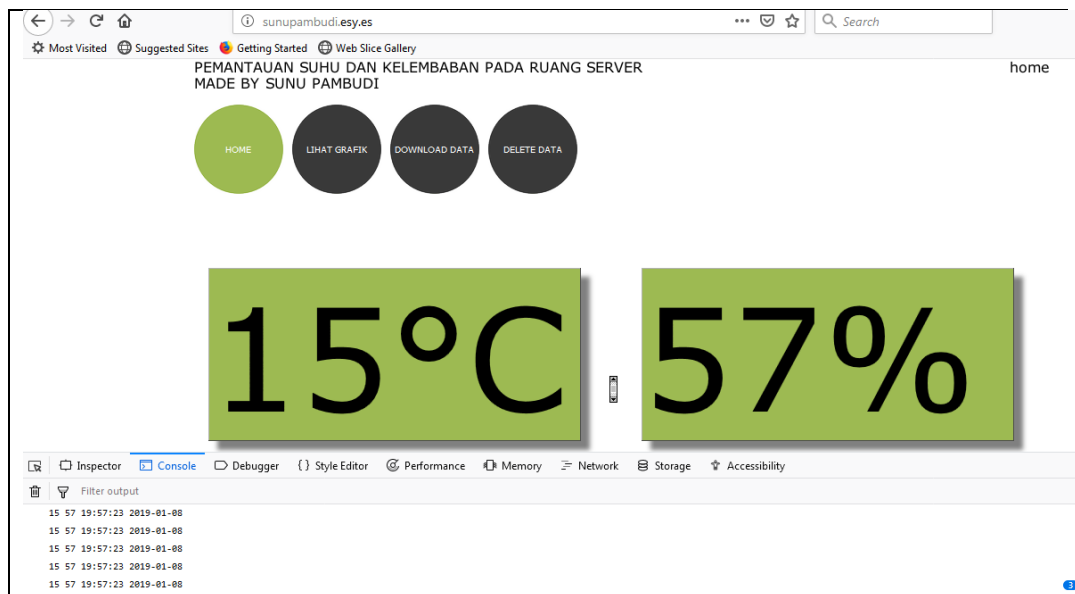 sunupambudi.esy.es
Search
Most Visited Suggested Sites Getting Started Web Slice Gallery
PEMANTAUAN SUHU DAN KELEMBABAN PADA RUANG SERVER
MADE BY SUNU PAMBUDI
home
HOME LIHAT GRAFIK DOWNLOAD DATA DELETE DATA
15°C 57%
Inspector Console Debugger {} Style Editor Performance Memory Network Storage Accessibility
Filter output
15 57 19:57:23 2019-01-08
15 57 19:57:23 2019-01-08
15 57 19:57:23 2019-01-08
15 57 19:57:23 2019-01-08
15 57 19:57:23 2019-01-08
3